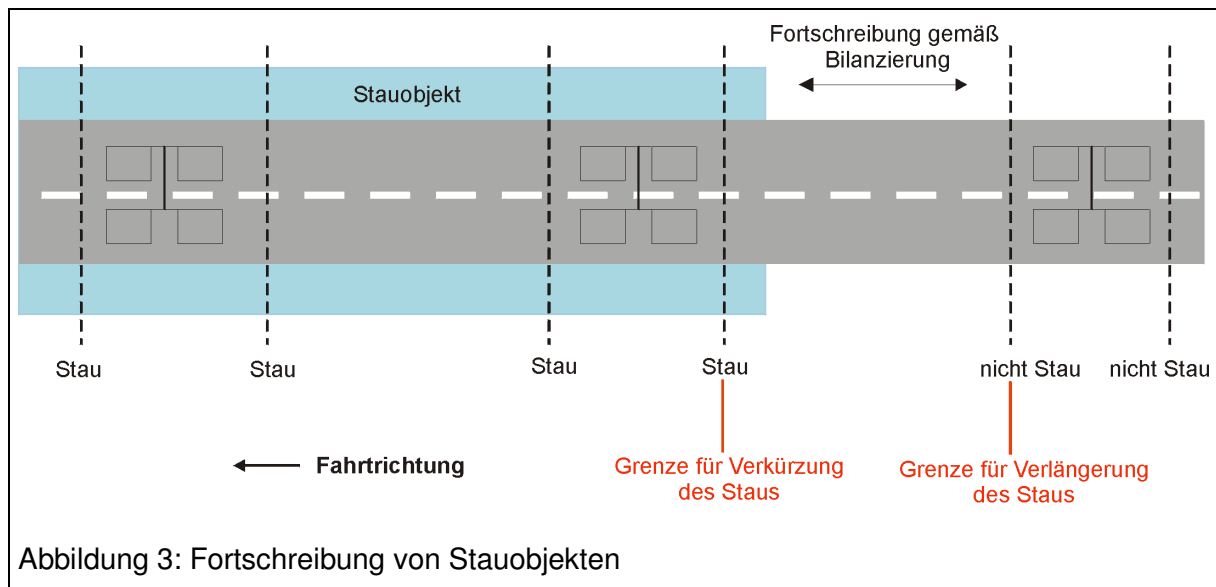 Fortschreibung gemäß
Bilanzierung
Stauobjekt
Stau
Stau
Stau
Stau
nicht Stau
nicht Stau
Fahrtrichtung
Grenze für Verkürzung
des Staus
Grenze für Verlängerung
des Staus
Abbildung 3: Fortschreibung von Stauobjekten